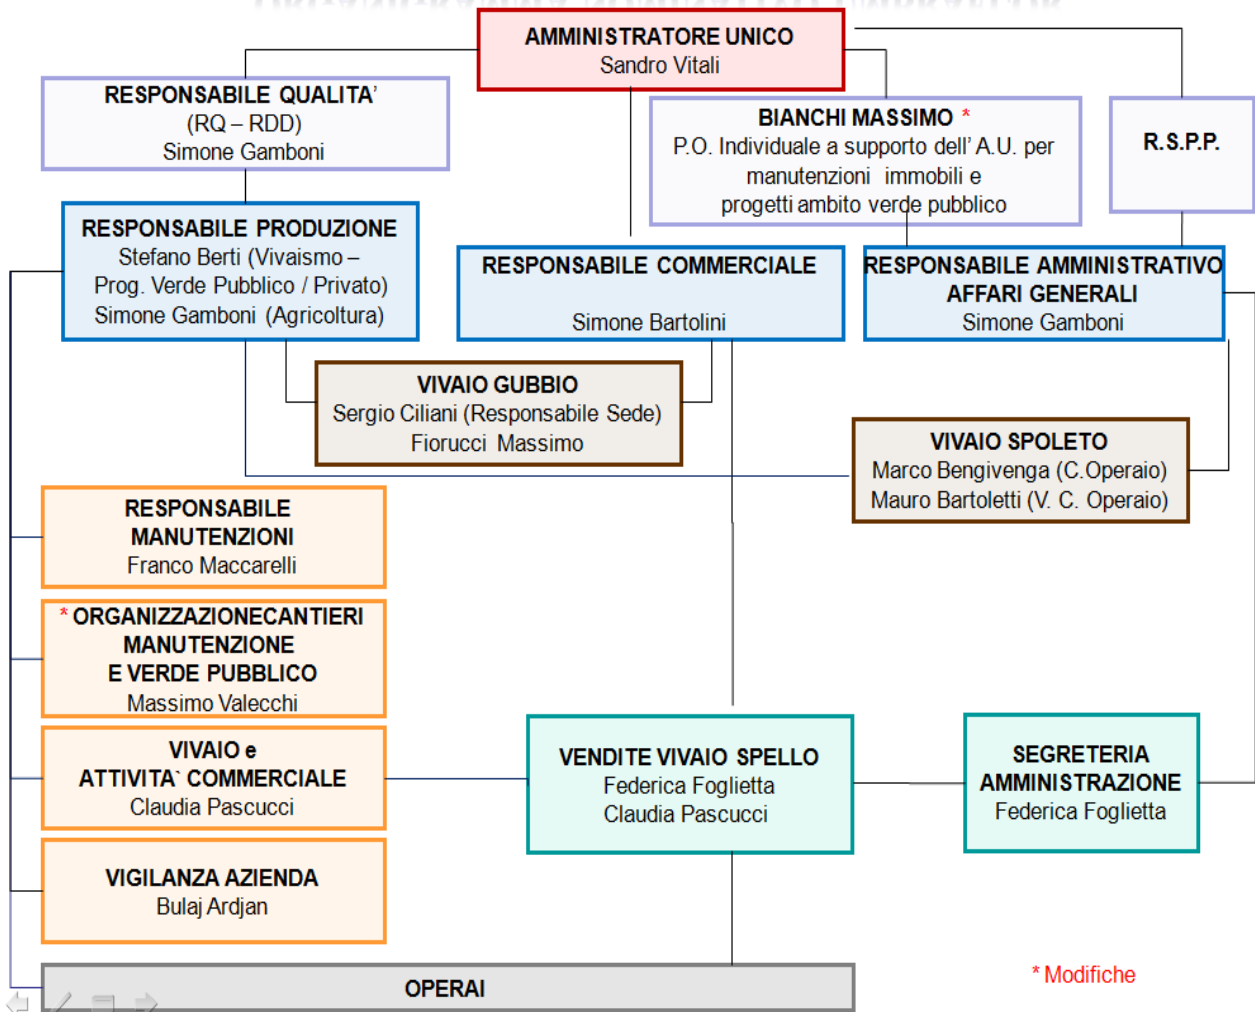 AMMINISTRATORE UNICO
Sandro Vitali
RESPONSABILE QUALITA'
(RQ – RDD)
Simone Gamboni
BIANCHI MASSIMO *
P.O. Individuale a supporto dell' A.U. per
manutenzioni immobili e
progetti ambito verde pubblico
R.S.P.P.
RESPONSABILE PRODUZIONE
Stefano Berti (Vivaismo –
Prog. Verde Pubblico / Privato)
Simone Gamboni (Agricoltura)
RESPONSABILE COMMERCIALE
Simone Bartolini
RESPONSABILE AMMINISTRATIVO
AFFARI GENERALI
Simone Gamboni
VIVAIO GUBBIO
Sergio Ciliani (Responsabile Sede)
Fiorucci Massimo
VIVAIO SPOLETO
Marco Bengivenga (C.Operaio)
Mauro Bartoletti (V. C. Operaio)
RESPONSABILE
MANUTENZIONI
Franco Maccarelli
* ORGANIZZAZIONECANTIERI
MANUTENZIONE
E VERDE PUBBLICO
Massimo Valecchi
VIVAIO e
ATTIVITA` COMMERCIALE
Claudia Pascucci
VENDITE VIVAIO SPELLO
Federica Foglietta
Claudia Pascucci
SEGRETERIA
AMMINISTRAZIONE
Federica Foglietta
VIGILANZA AZIENDA
Bulaj Ardjan
OPERAI
* Modifiche